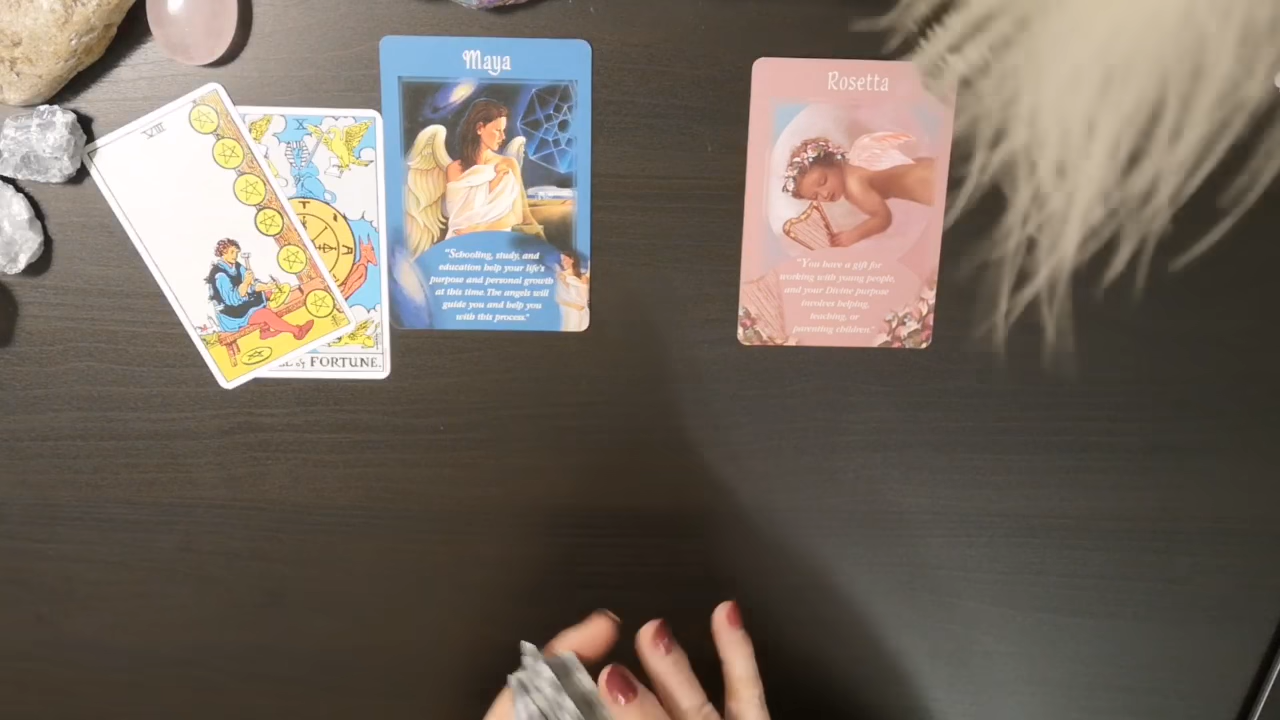 VIII
X
OF FORTUNE.
Maya
"Schooling, study, and
education help your life's
purpose and personal growth
at this time. The angels will
guide you and help you
with this process."
Rosetta
"You have a gift for
working with young people,
and your Divine purpose
involves helping,
teaching, or
parenting children."